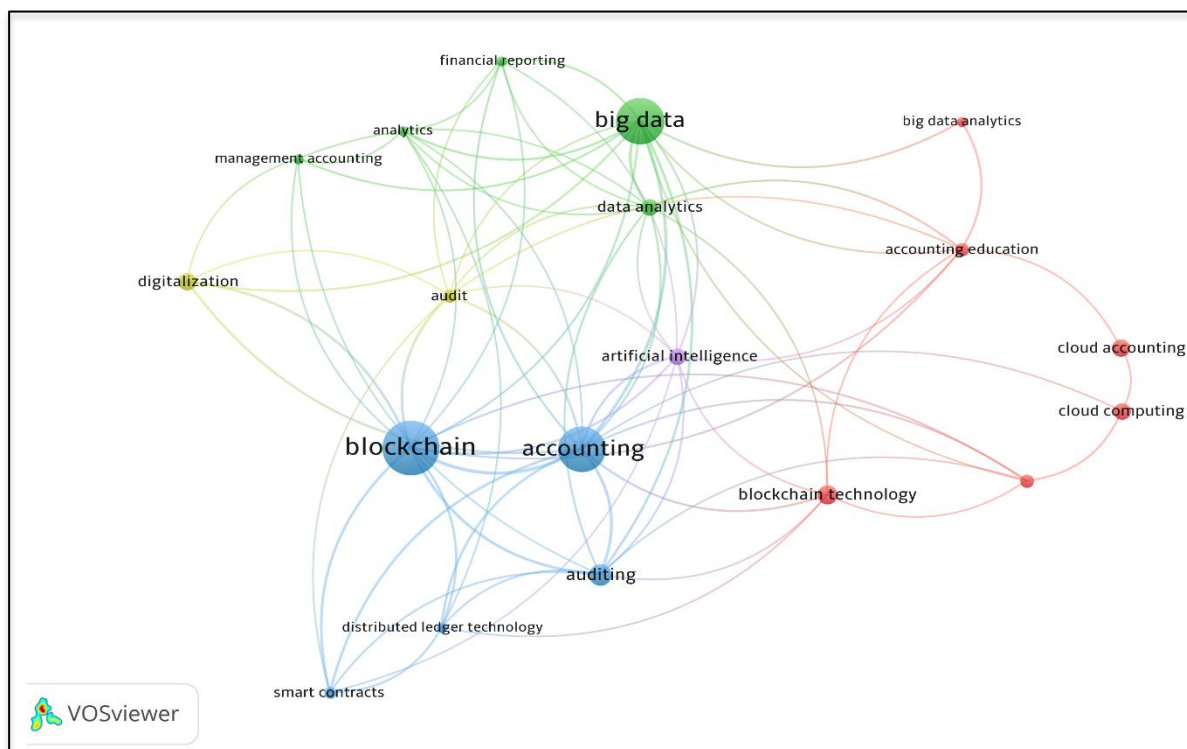 financial reporting
big data
big data analytics
analytics
management accounting
data analytics
accounting education
digitalization
audit
artificial intelligence
cloud accounting
cloud computing
blockchain
accounting
blockchain technology
auditing
distributed ledger technology
smart contracts
VOSviewer